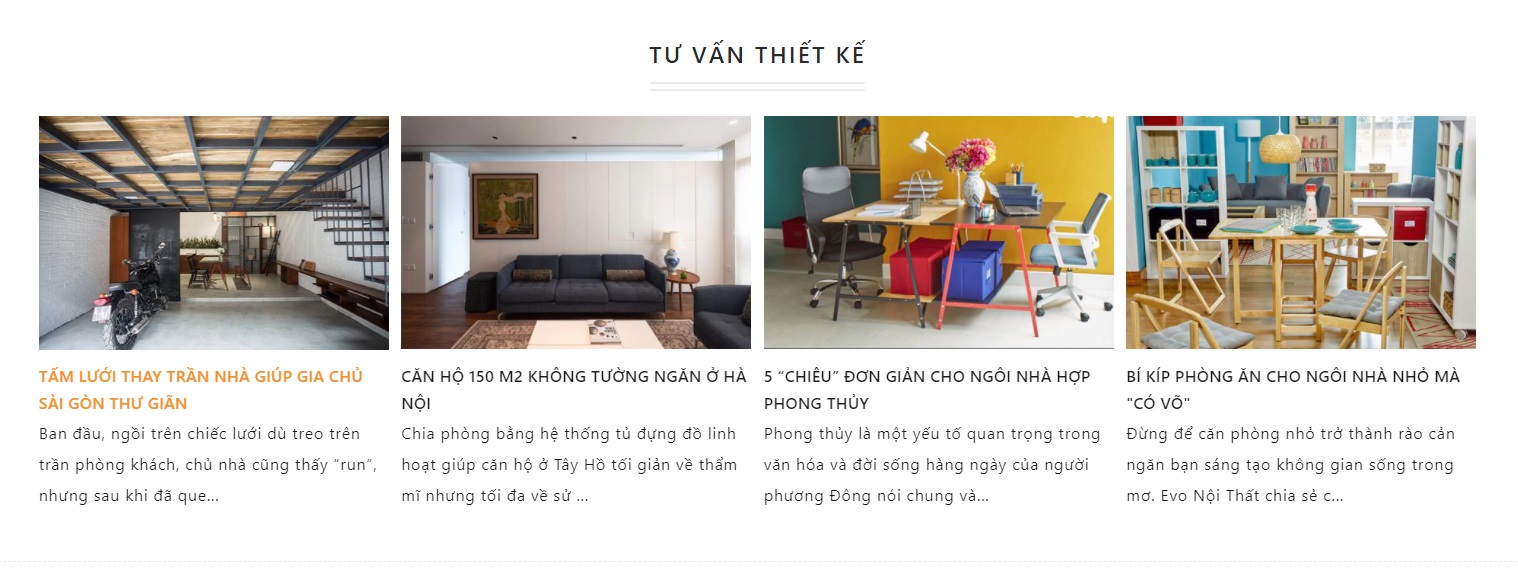 TƯ VẤN THIẾT KẾ
TẤM LƯỚI THAY TRẦN NHÀ GIÚP GIA CHỦ
SÀI GÒN THƯ GIÃN
Ban đầu, ngồi trên chiếc lưới dù treo trên
trần phòng khách, chủ nhà cũng thấy “run”,
nhưng sau khi đã que...
CĂN HỘ 150 M2 KHÔNG TƯỜNG NGĂN Ở HÀ
NỘI
Chia phòng bằng hệ thống tủ đựng đồ linh
hoạt giúp căn hộ ở Tây Hồ tối giản về thẩm
mĩ nhưng tối đa về sử ...
5 “CHIÊU” ĐƠN GIẢN CHO NGÔI NHÀ HỢP
PHONG THỦY
Phong thủy là một yếu tố quan trọng trong
văn hóa và đời sống hàng ngày của người
phương Đông nói chung và...
BÍ KÍP PHÒNG ĂN CHO NGÔI NHÀ NHỎ MÀ
"CÓ VÕ"
Đừng để căn phòng nhỏ trở thành rào cản
ngăn bạn sáng tạo không gian sống trong
mơ. Evo Nội Thất chia sẻ c...